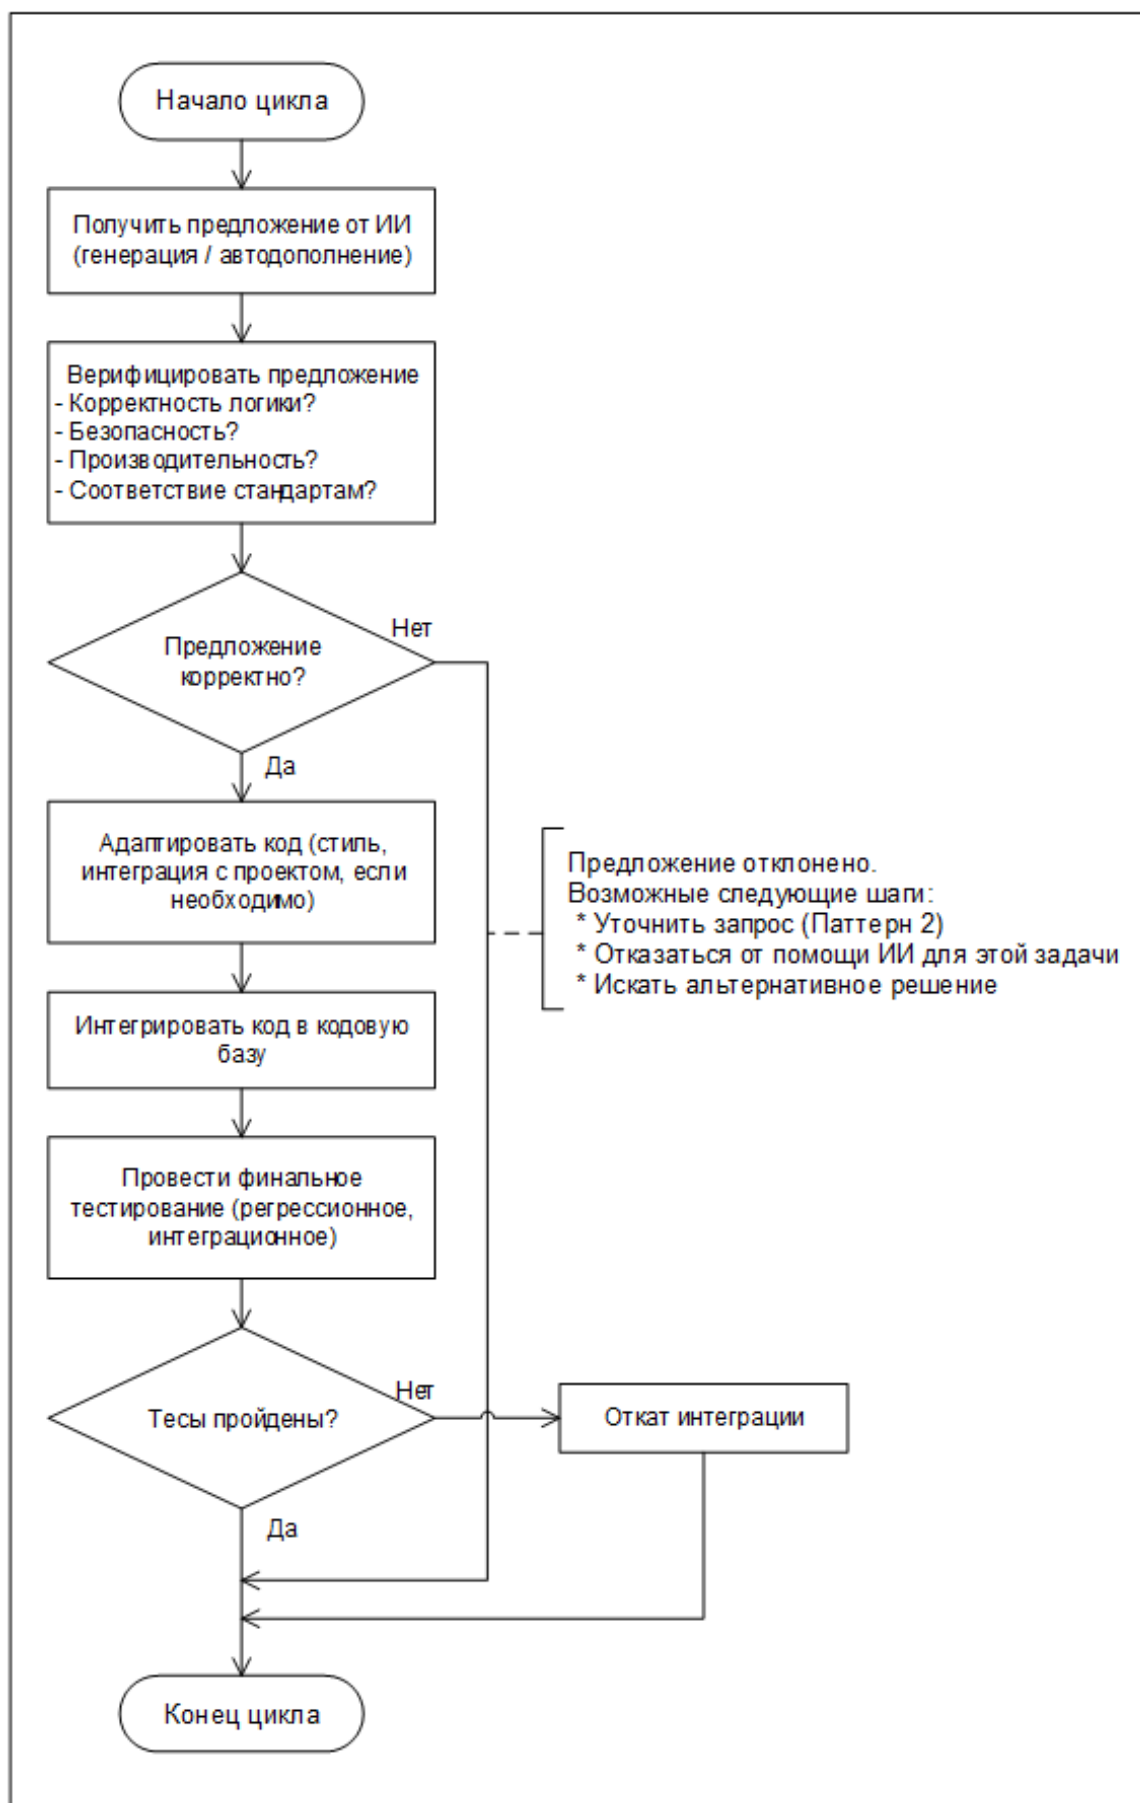 Начало цикла
Получить предложение от ИИ
(генерация / автодополнение)
Верифицировать предложение
- Корректность логики?
- Безопасность?
- Производительность?
- Соответствие стандартам?
Предложение
корректно?
Нет
Да
Адаптировать код (стиль,
интеграция с проектом, если
необходимо)
Предложение отклонено.
Возможные следующие шаги:
* Уточнить запрос (Паттерн 2)
* Отказаться от помощи ИИ для этой задачи
* Искать альтернативное решение
Интегрировать код в кодовую
базу
Провести финальное
тестирование (регрессионное,
интеграционное)
Тесы пройдены?
Нет
Откат интеграции
Да
Конец цикла